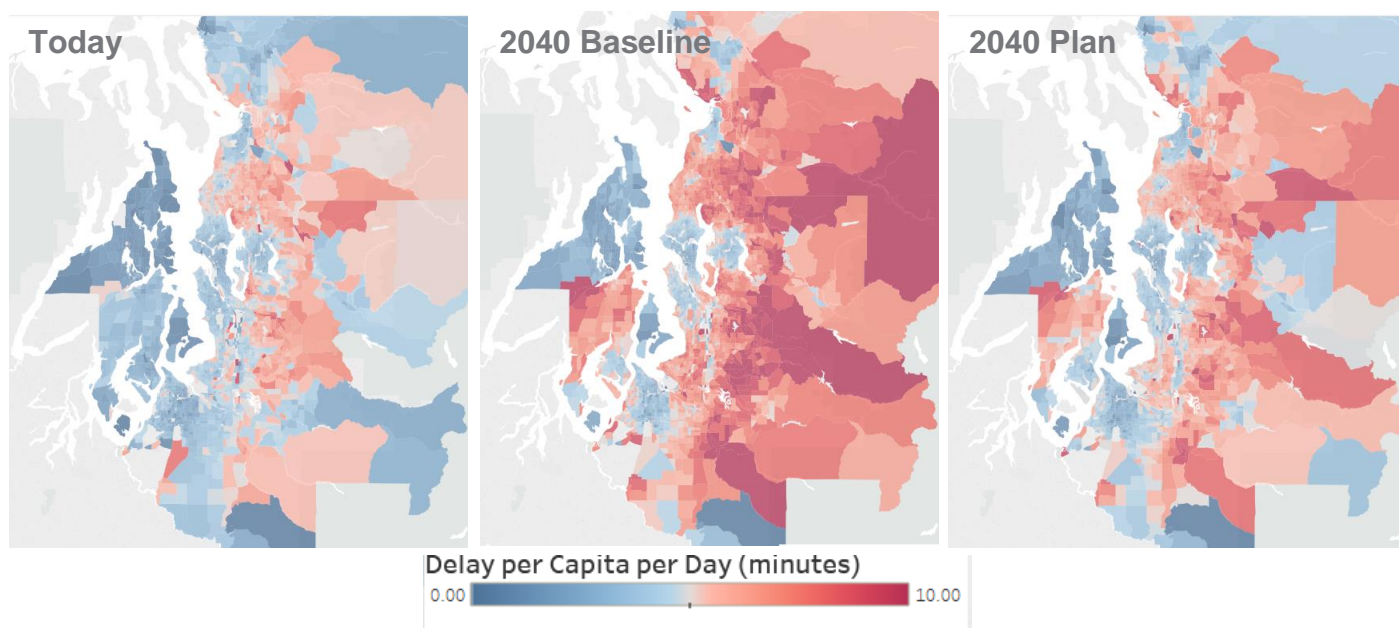 Today
2040 Baseline
2040 Plan
Delay per Capita per Day (minutes)
0.00
10.00